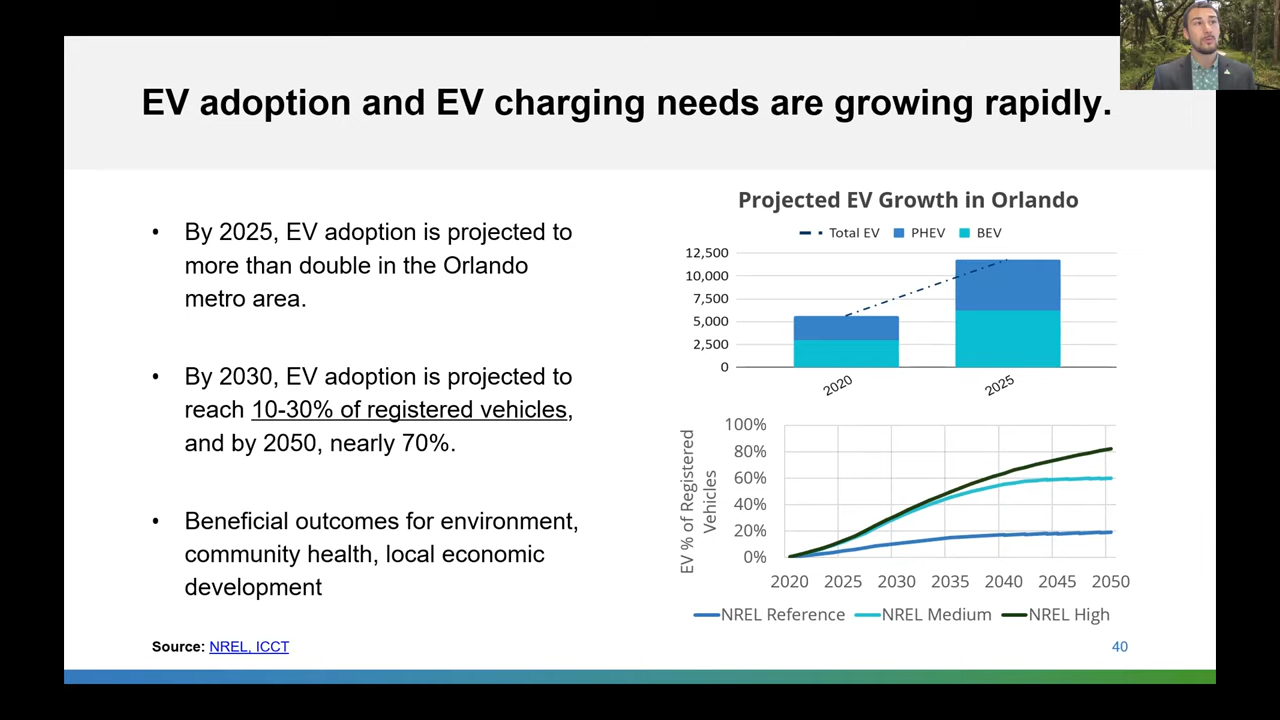 EV adoption and EV charging needs are growing rapidly.
• By 2025, EV adoption is projected to
more than double in the Orlando
metro area.
• By 2030, EV adoption is projected to
reach 10-30% of registered vehicles,
and by 2050, nearly 70%.
• Beneficial outcomes for environment,
community health, local economic
development
Source: NREL, ICCT
Projected EV Growth in Orlando
Total EV PHEV BEV
12,500
10,000
7,500
5,000
2,500
0
2020 2025
EV % of Registered
Vehicles
100%
80%
60%
40%
20%
0%
2020 2025 2030 2035 2040 2045 2050
NREL Reference NREL Medium NREL High
40